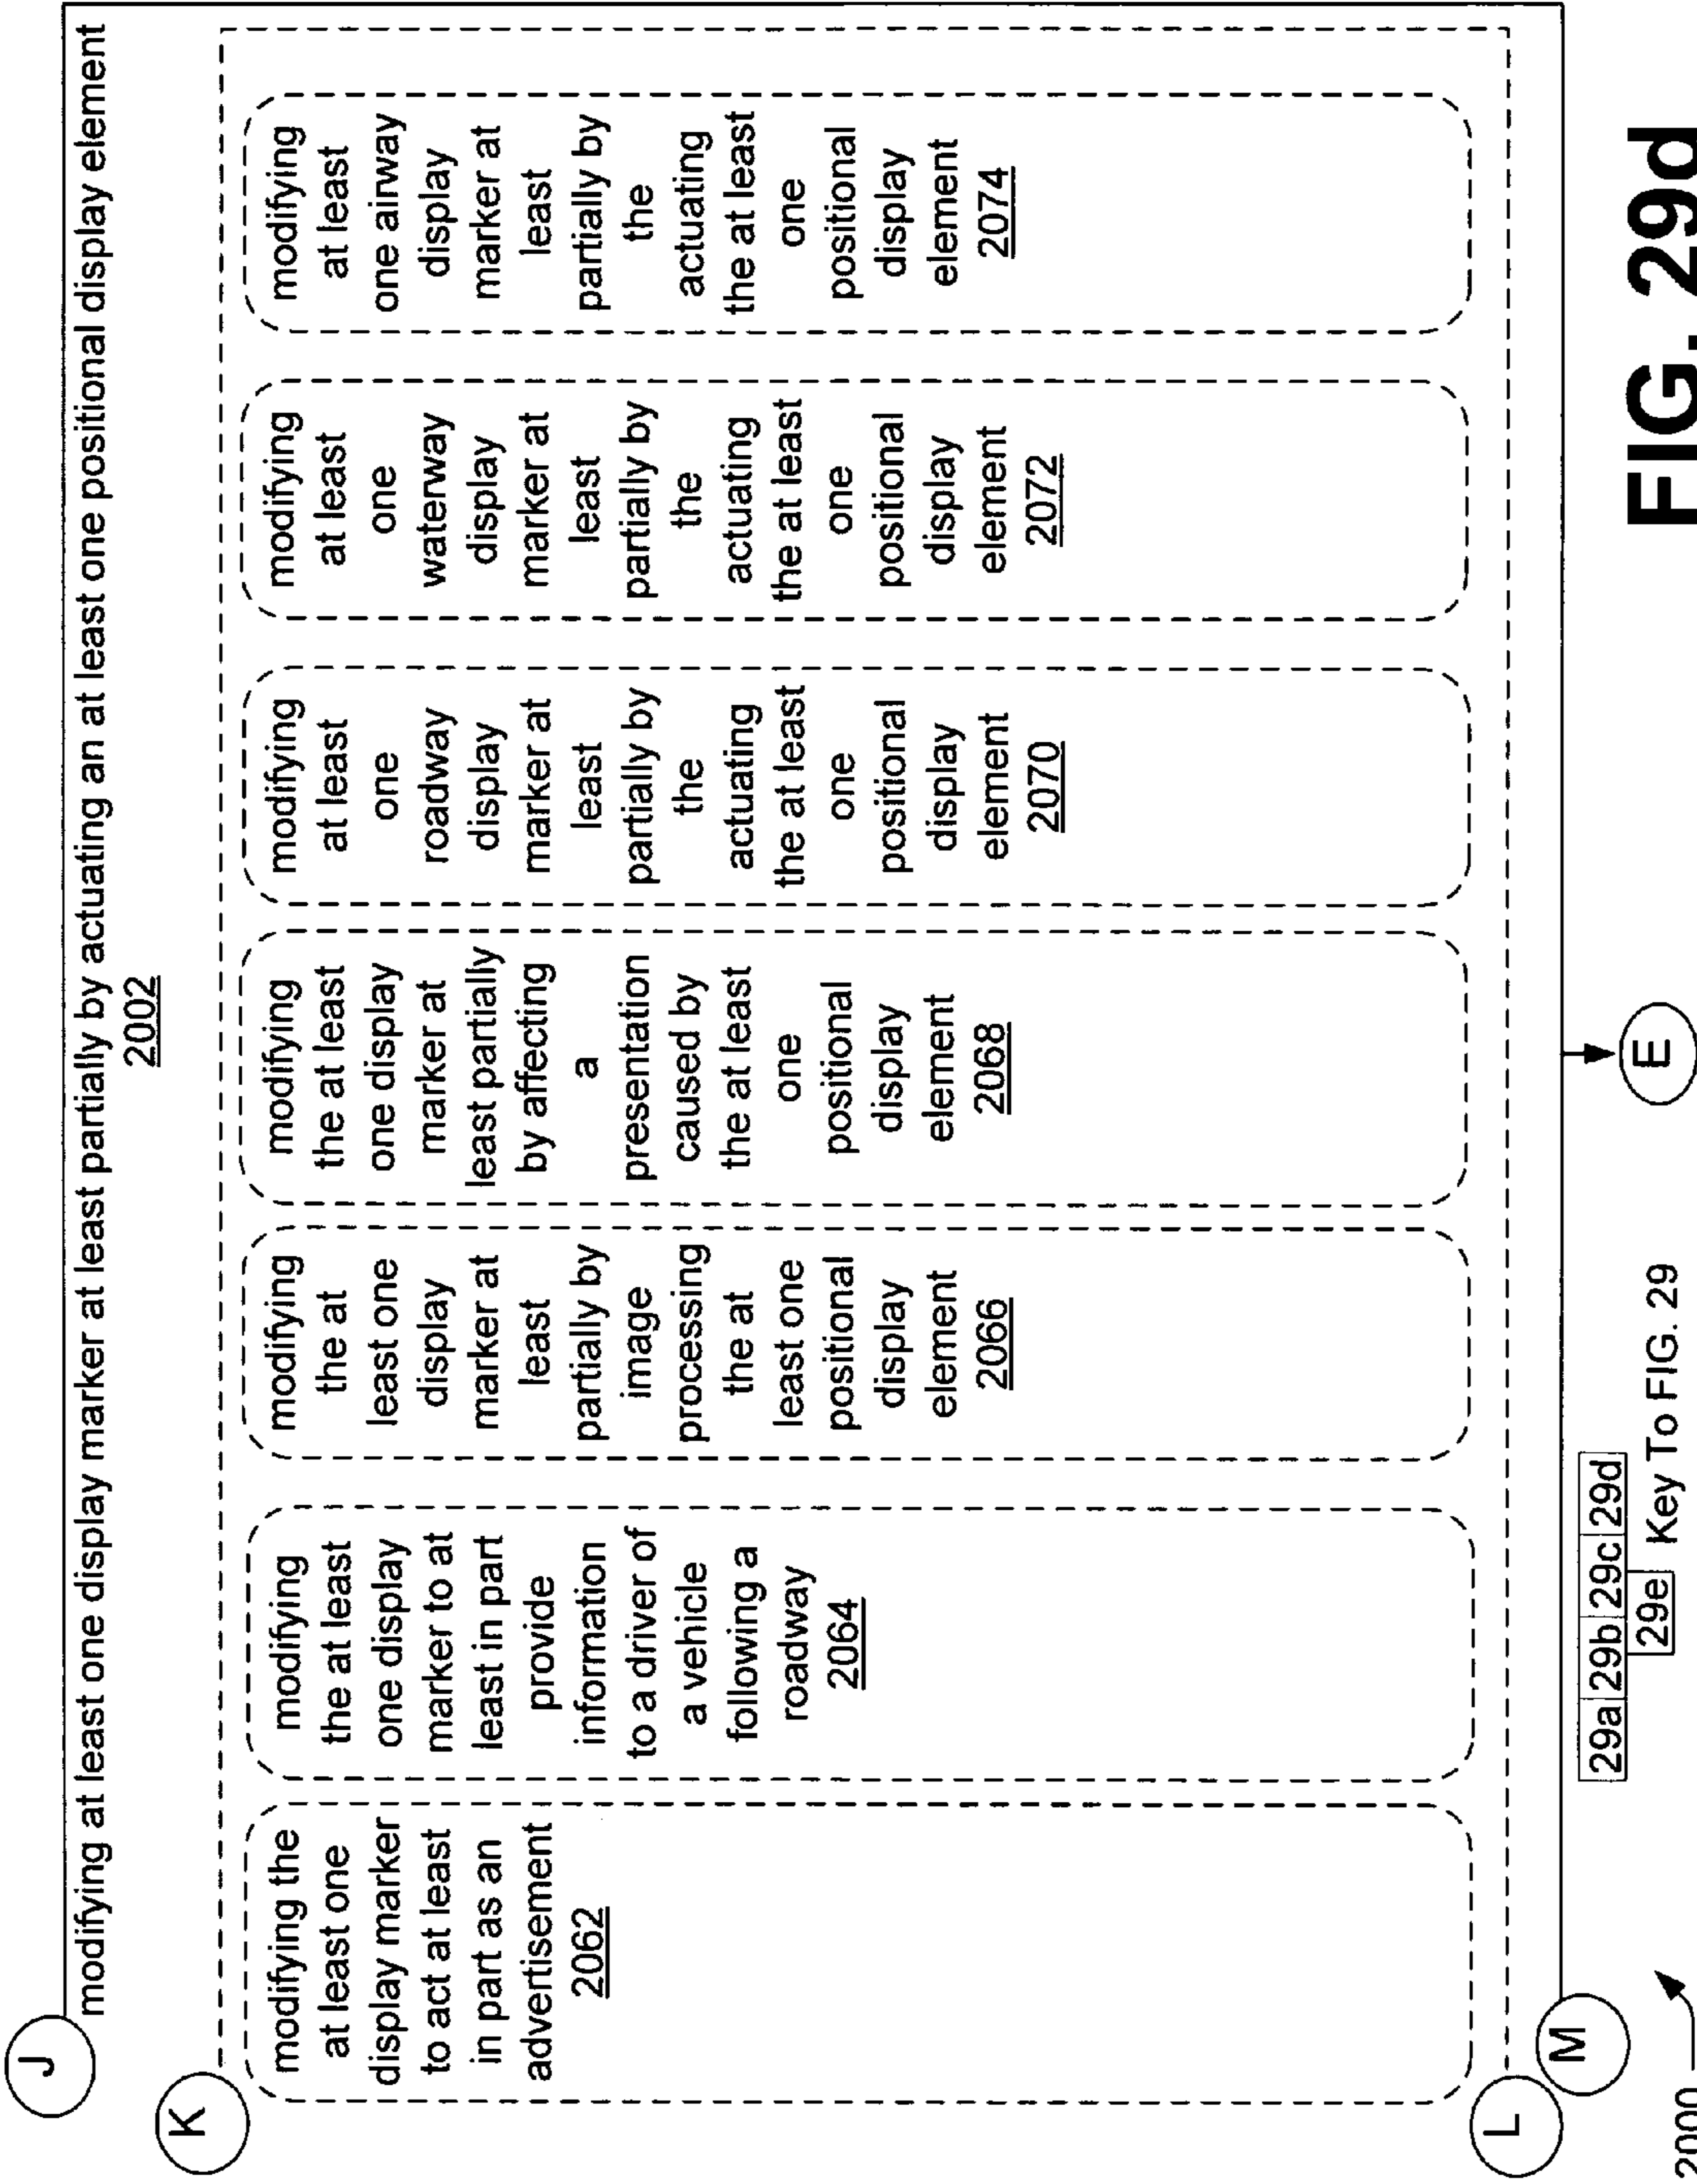 J
modifying at least one display marker at least partially by actuating an at least one positional display element
2002
K
modifying the
at least one
display marker
to act at least
in part as an
advertisement
2062
modifying
the at least
one display
marker to at
least in part
provide
information
to a driver of
a vehicle
following a
roadway
2064
modifying
the at
least one
display
marker at
least
partially by
image
processing
the at
least one
positional
display
element
2066
modifying
the at least
one display
marker at
least partially
by affecting
a
presentation
caused by
the at least
one
positional
display
element
2068
modifying
at least
one
roadway
display
marker at
least
partially by
the
actuating
the at least
one
positional
display
element
2070
modifying
at least
one
waterway
display
marker at
least
partially by
the
actuating
the at least
one
positional
display
element
2072
modifying
at least
one airway
display
marker at
least
partially by
the
actuating
the at least
one
positional
display
element
2074
L
M
E
29a 29b 29c 29d
29e Key To FIG. 29
2000
FIG. 29d